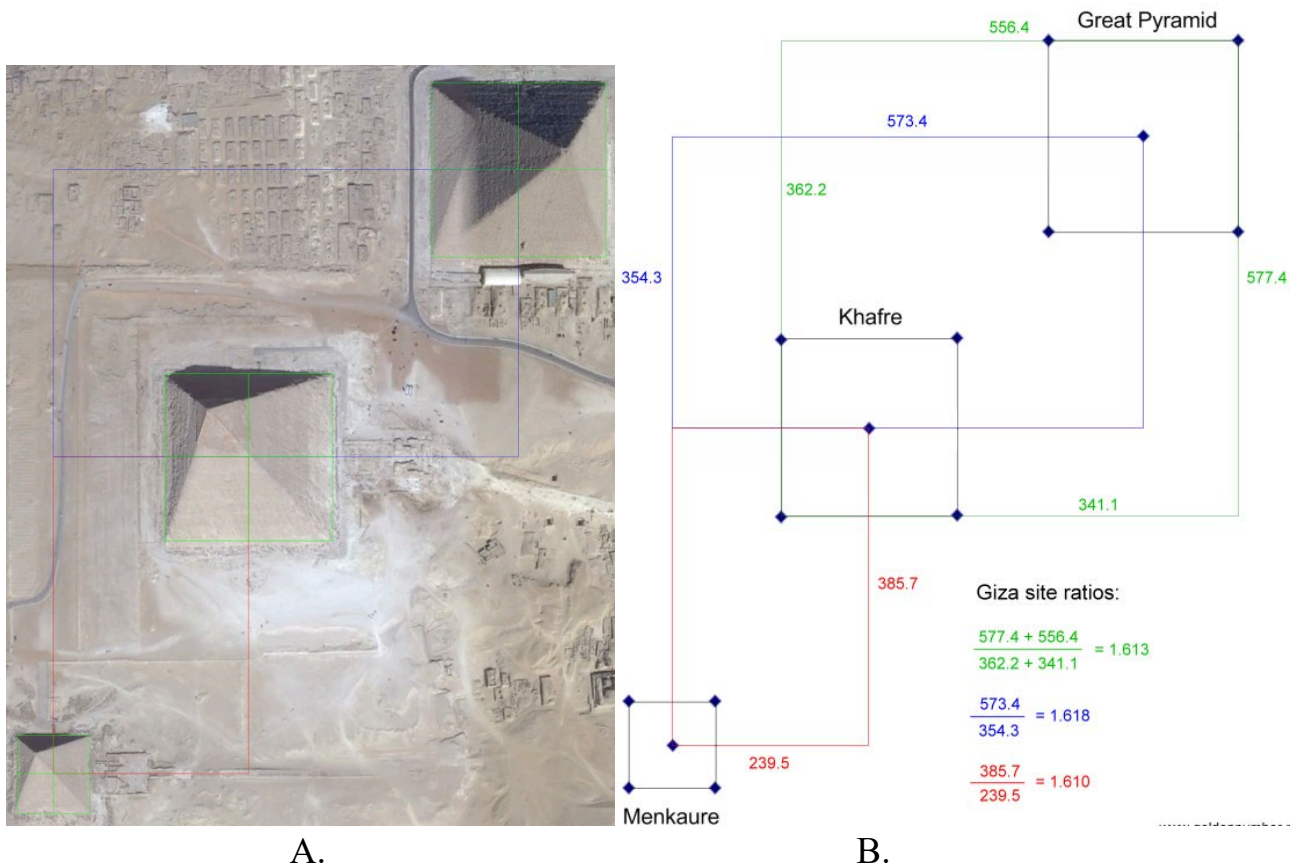 Great Pyramid
556.4
573.4
362.2
354.3
577.4
Khafre
341.1
385.7
Giza site ratios:
577.4 + 556.4
362.2 + 341.1
= 1.613
573.4
354.3
= 1.618
385.7
239.5
= 1.610
239.5
Menkaure
A.
B.